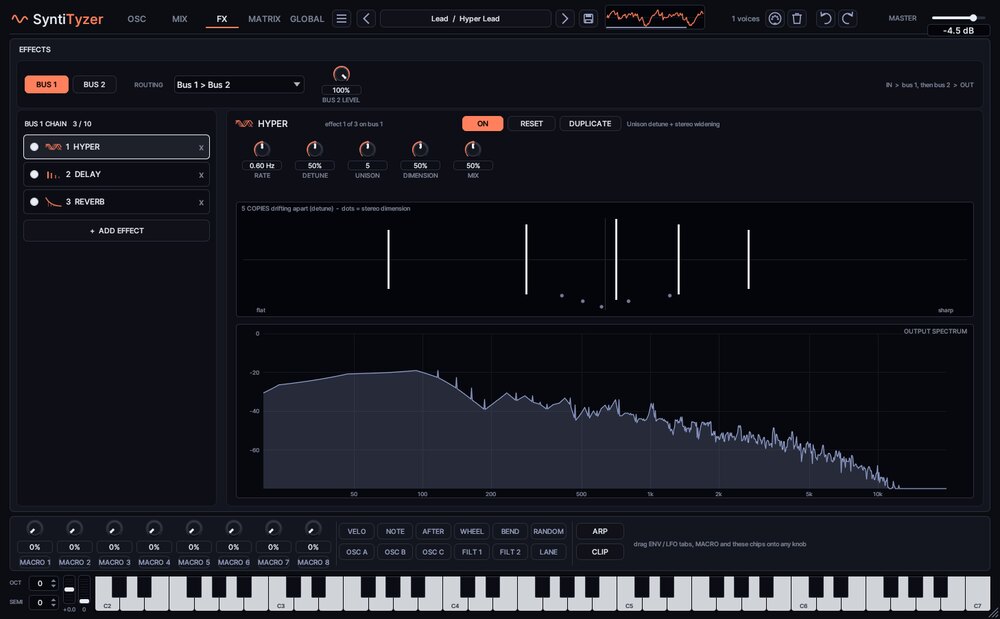 SyntiTyzer OSC MIX FX MATRIX GLOBAL Lead / Hyper Lead 1 voices MASTER
-4.5 dB
EFFECTS
BUS 1 BUS 2 ROUTING Bus 1 > Bus 2 100% IN > bus 1, then bus 2 > OUT
BUS 2 LEVEL
BUS 1 CHAIN 3 / 10
1 HYPER x
2 DELAY x
3 REVERB x
+ ADD EFFECT
HYPER effect 1 of 3 on bus 1 ON RESET DUPLICATE Unison detune + stereo widening
0.60 Hz 50% 5 50% 50%
RATE DETUNE UNISON DIMENSION MIX
5 COPIES drifting apart (detune) - dots = stereo dimension
flat sharp
OUTPUT SPECTRUM
0
-20
-40
-60
50 100 200 500 1k 2k 5k 10k
0% 0% 0% 0% 0% 0% 0% 0%
MACRO 1 MACRO 2 MACRO 3 MACRO 4 MACRO 5 MACRO 6 MACRO 7 MACRO 8
VELO NOTE AFTER WHEEL BEND RANDOM ARP
OSC A OSC B OSC C FILT 1 FILT 2 LANE CLIP
drag ENV / LFO tabs, MACRO and these chips onto any knob
OCT 0
SEMI 0
+0.0 0
C2 C3 C4 C5 C6 C7